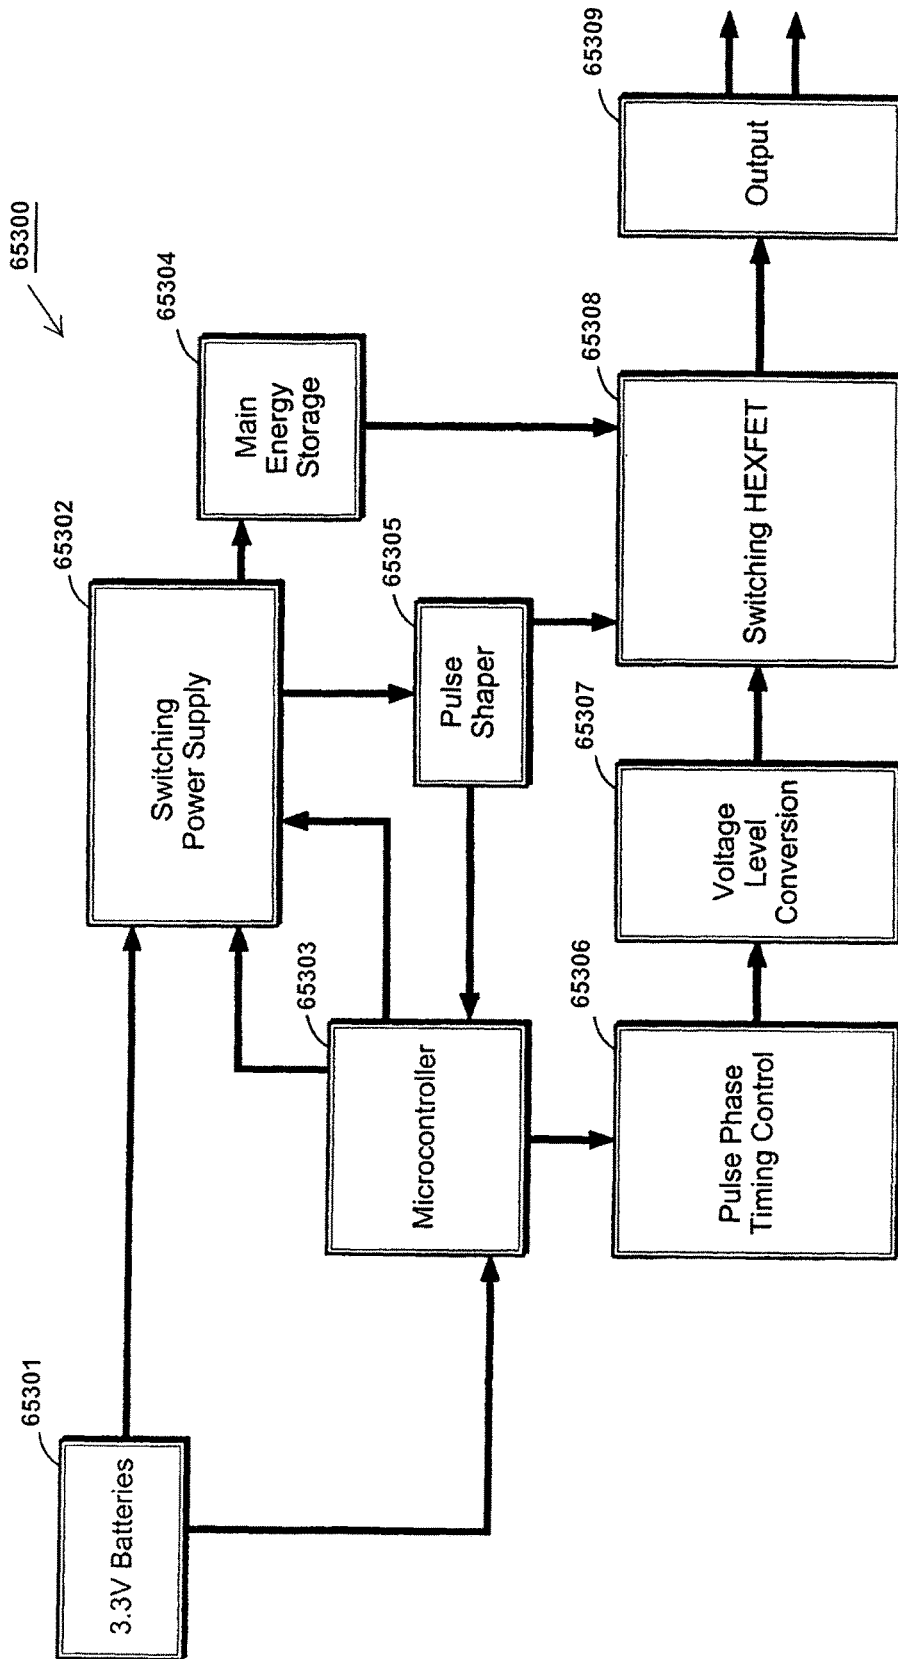 65300
65301
3.3V Batteries
65302
Switching
Power Supply
65303
Microcontroller
65304
Main
Energy
Storage
65305
Pulse
Shaper
65306
Pulse Phase
Timing Control
65307
Voltage
Level
Conversion
65308
Switching HEXFET
65309
Output